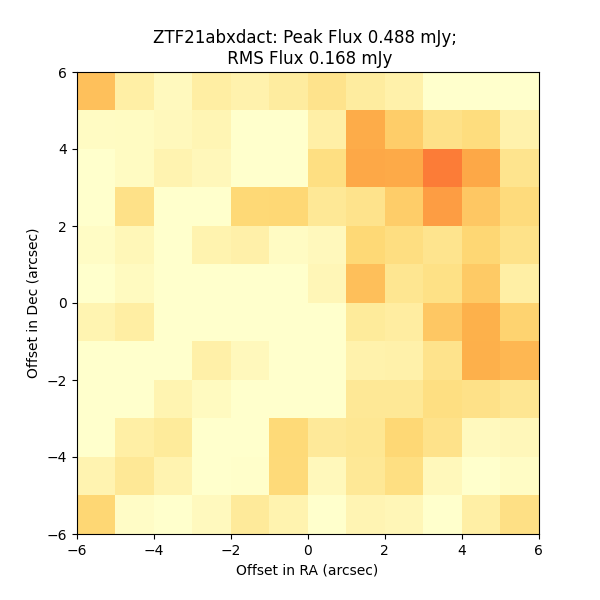 ZTF21abxdact: Peak Flux 0.488 mJy;
RMS Flux 0.168 mJy
6
4
2
0
−2
−4
−6
Offset in Dec (arcsec)
−6 −4 −2 0 2 4 6
Offset in RA (arcsec)